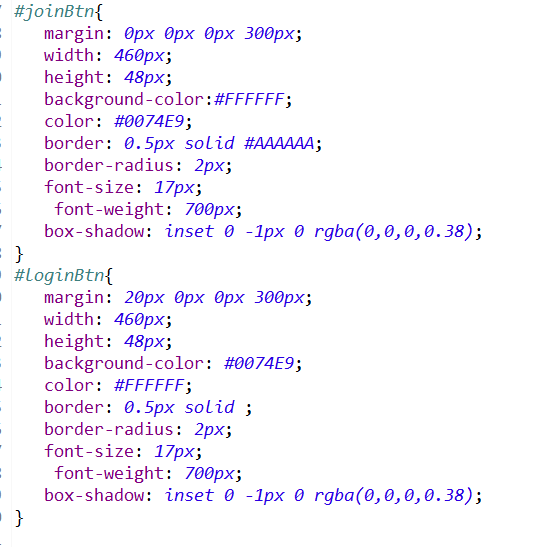 #joinBtn{
margin: 0px 0px 0px 300px;
width: 460px;
height: 48px;
background-color:#FFFFFF;
color: #0074E9;
border: 0.5px solid #AAAAAA;
border-radius: 2px;
font-size: 17px;
font-weight: 700px;
box-shadow: inset 0 -1px 0 rgba(0,0,0,0.38);
}
#loginBtn{
margin: 20px 0px 0px 300px;
width: 460px;
height: 48px;
background-color: #0074E9;
color: #FFFFFF;
border: 0.5px solid ;
border-radius: 2px;
font-size: 17px;
font-weight: 700px;
box-shadow: inset 0 -1px 0 rgba(0,0,0,0.38);
}